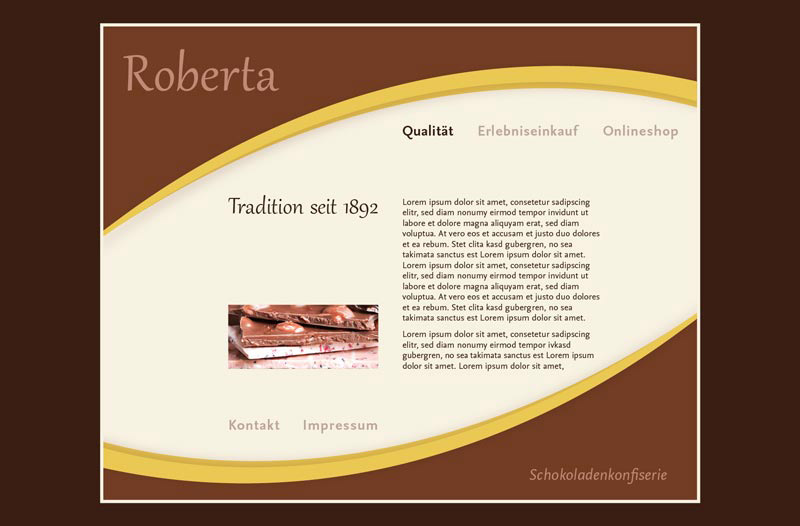 Roberta
Qualität Erlebniseinkauf Onlineshop
Tradition seit 1892
Lorem ipsum dolor sit amet, consetetur sadipscing
elitr, sed diam nonumy eirmod tempor invidunt ut
labore et dolore magna aliquyam erat, sed diam
voluptua. At vero eos et accusam et justo duo dolores
et ea rebum. Stet clita kasd gubergren, no sea
takimata sanctus est Lorem ipsum dolor sit amet.
Lorem ipsum dolor sit amet, consetetur sadipscing
elitr, sed diam nonumy eirmod tempor invidunt ut
labore et dolore magna aliquyam erat, sed diam
voluptua. At vero eos et accusam et justo duo dolores
et ea rebum. Stet clita kasd gubergren, no sea
takimata sanctus est Lorem ipsum dolor sit amet.
Lorem ipsum dolor sit amet, consetetur sadipscing
elitr, sed diam nonumy eirmod tempor ivkasd
gubergren, no sea takimata sanctus est Lorem ipsum
dolor sit amet. Lorem ipsum dolor sit amet,
Kontakt Impressum
Schokoladenkonfiserie